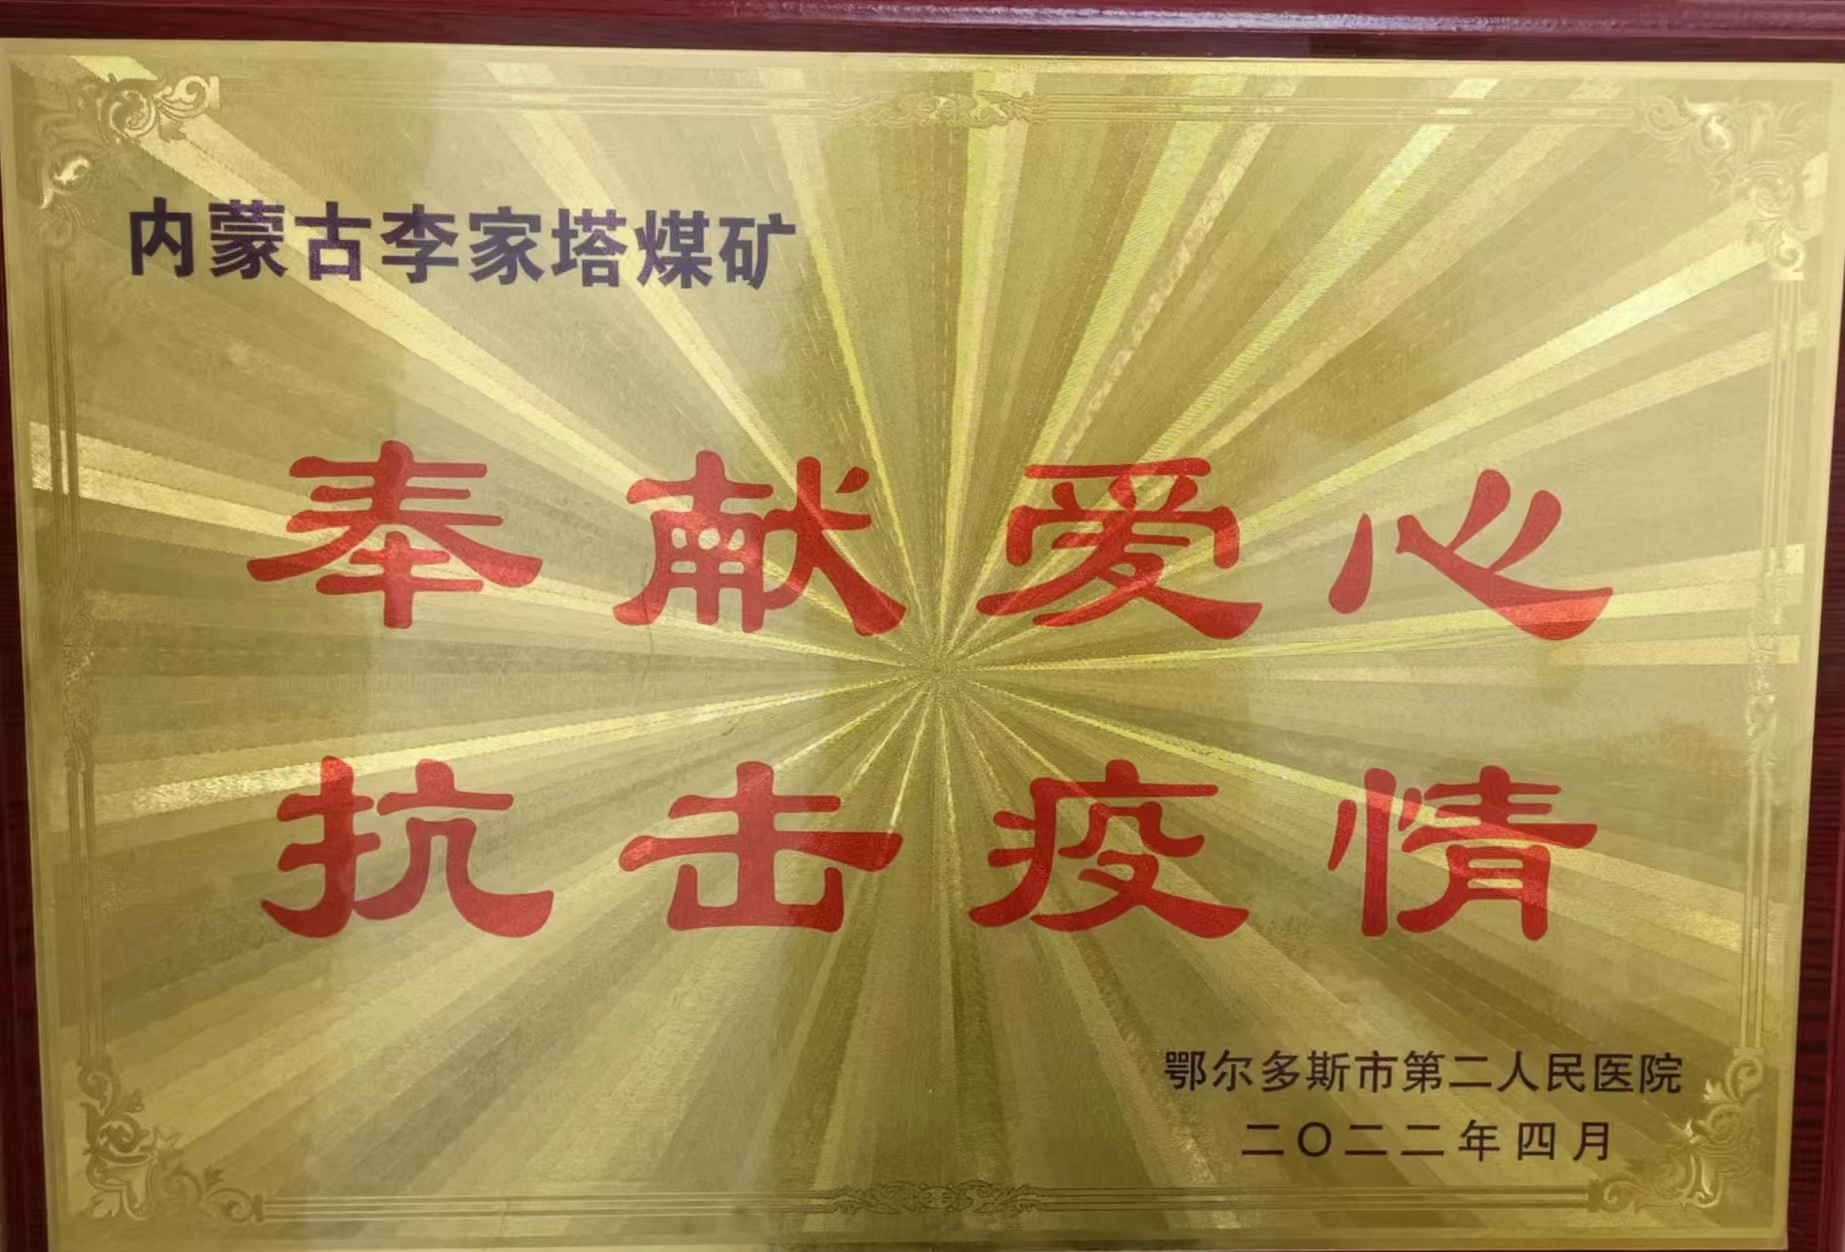 内蒙古李家塔煤矿
奉献爱心
抗击疫情
鄂尔多斯市第二人民医院
二〇二二年四月